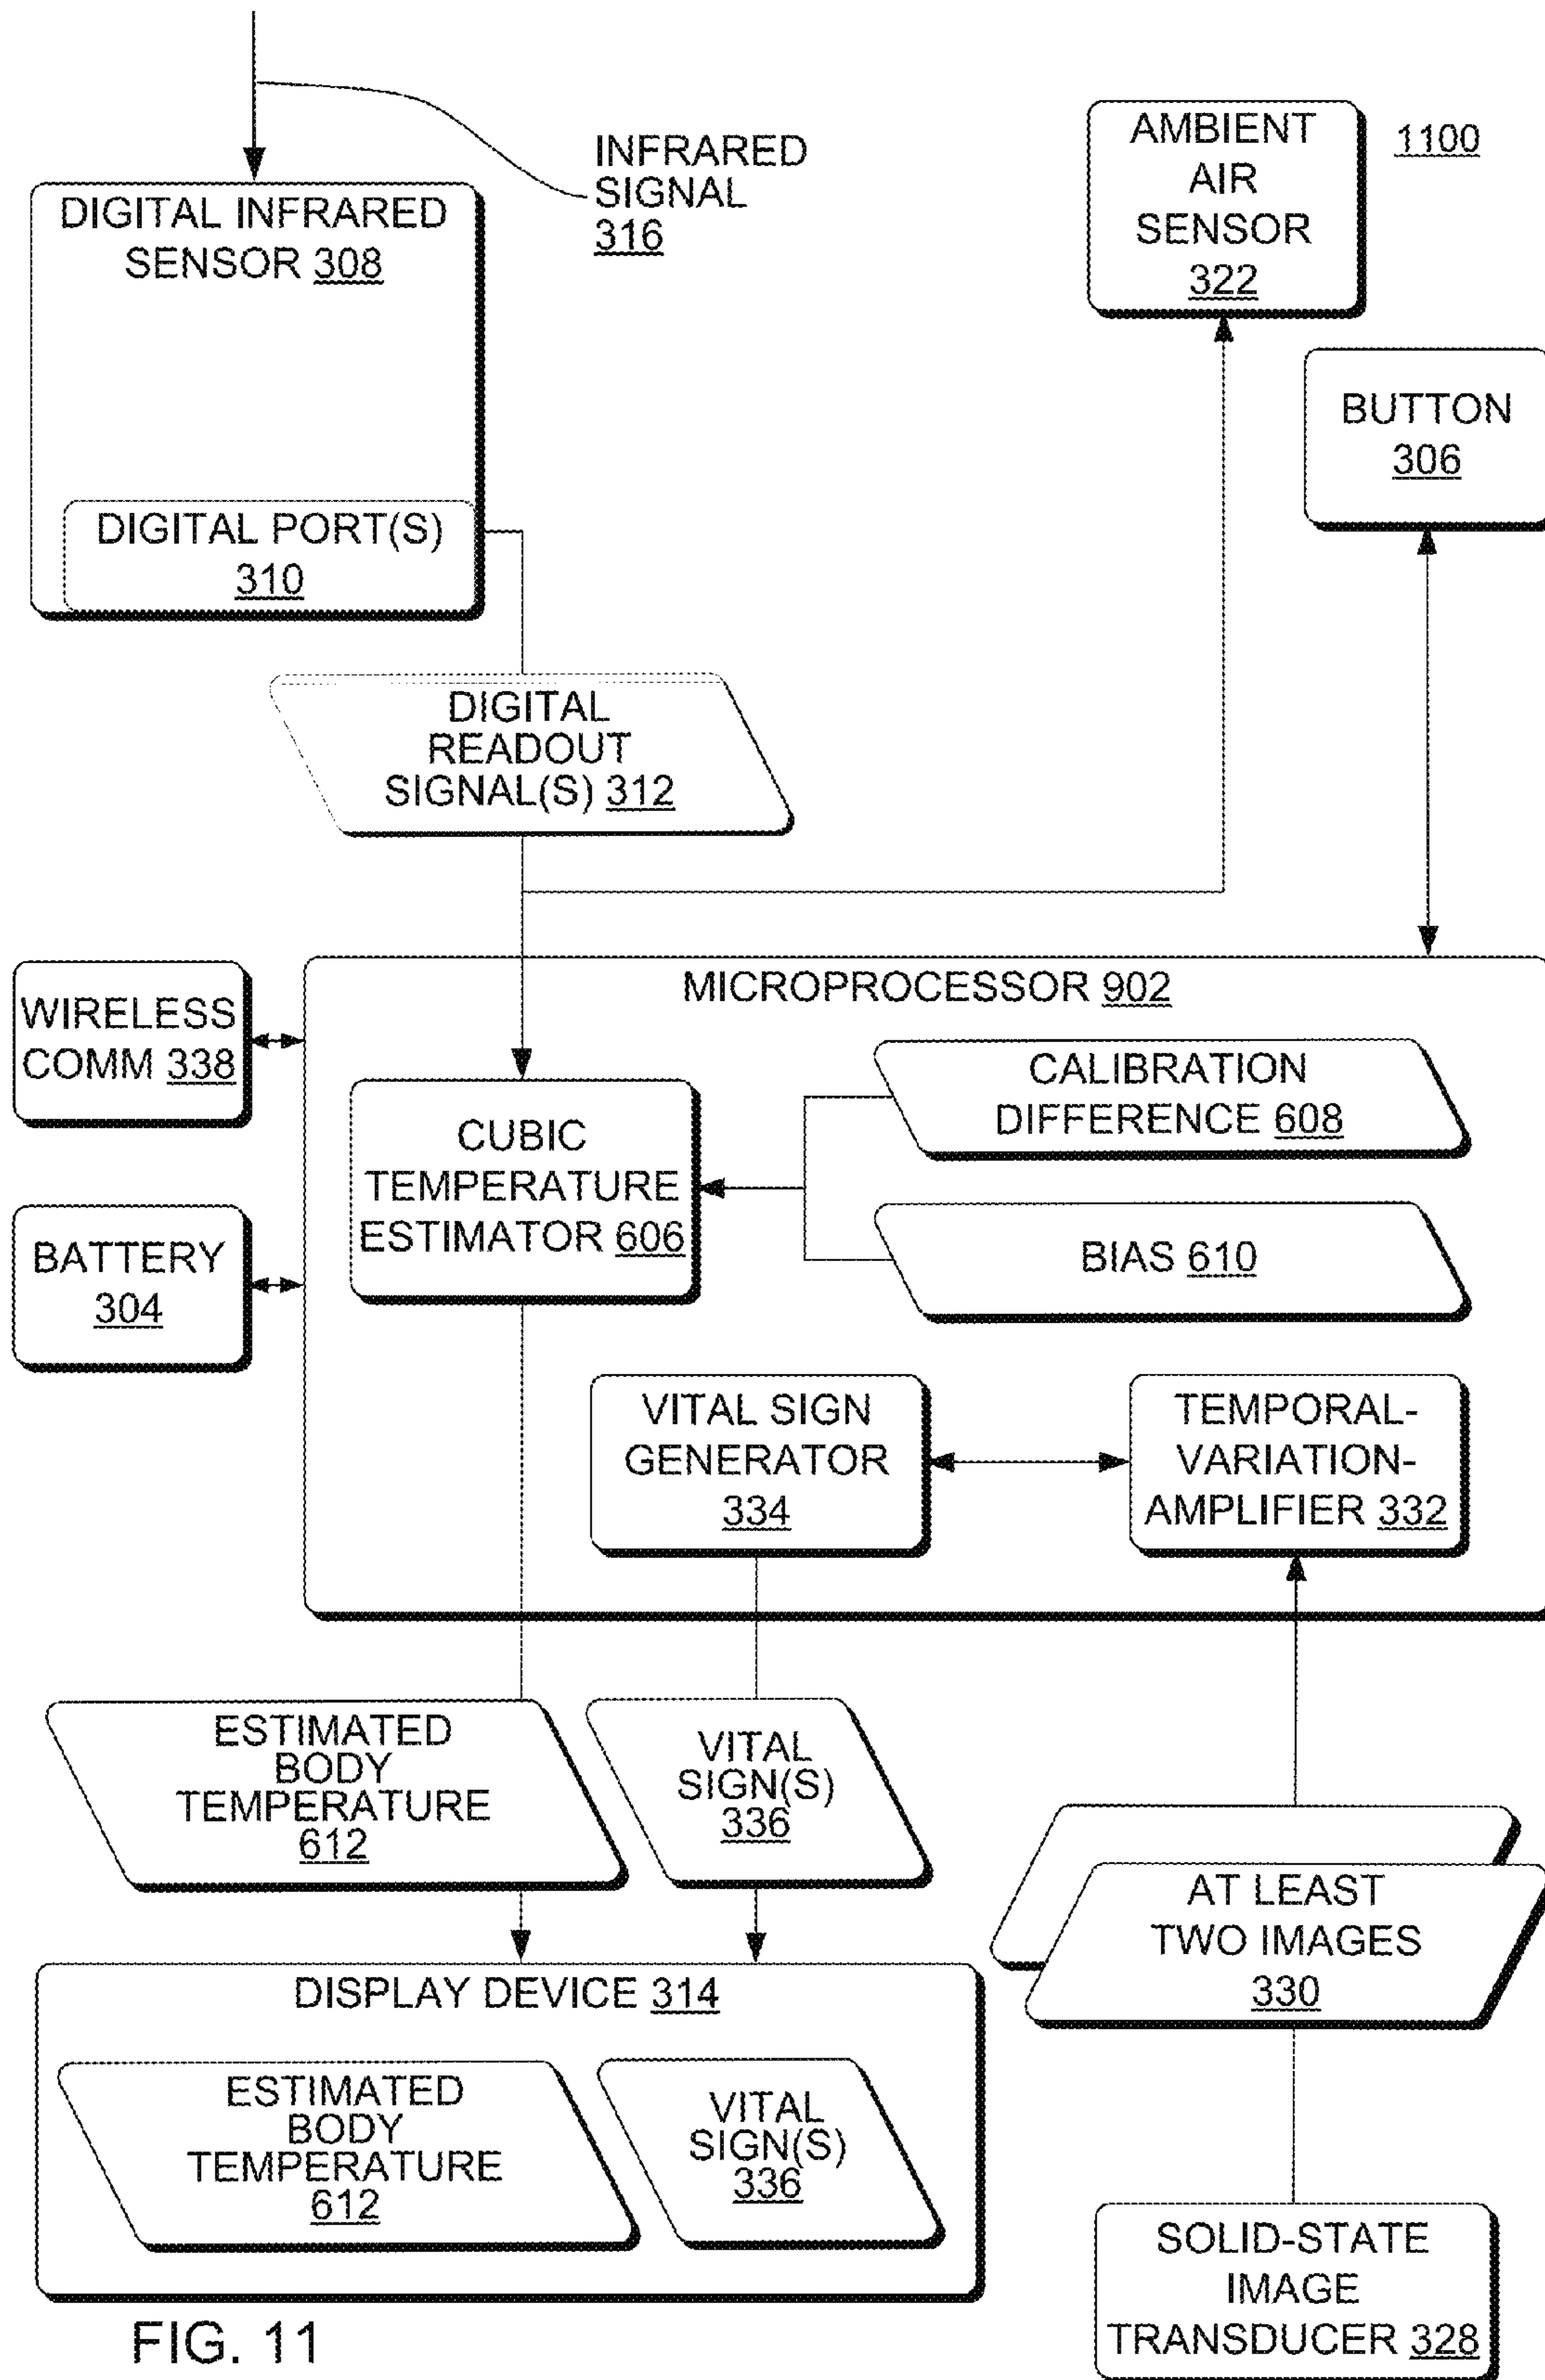 INFRARED
SIGNAL
316
AMBIENT
AIR
SENSOR
322
1100
DIGITAL INFRARED
SENSOR 308
BUTTON
306
DIGITAL PORT(S)
310
DIGITAL
READOUT
SIGNAL(S) 312
MICROPROCESSOR 902
WIRELESS
COMM 338
CALIBRATION
DIFFERENCE 608
CUBIC
TEMPERATURE
ESTIMATOR 606
BATTERY
304
BIAS 610
VITAL SIGN
GENERATOR
334
TEMPORAL-
VARIATION-
AMPLIFIER 332
ESTIMATED
BODY
TEMPERATURE
612
VITAL
SIGN(S)
336
AT LEAST
TWO IMAGES
330
DISPLAY DEVICE 314
ESTIMATED
BODY
TEMPERATURE
612
VITAL
SIGN(S)
336
SOLID-STATE
IMAGE
TRANSDUCER 328
FIG. 11